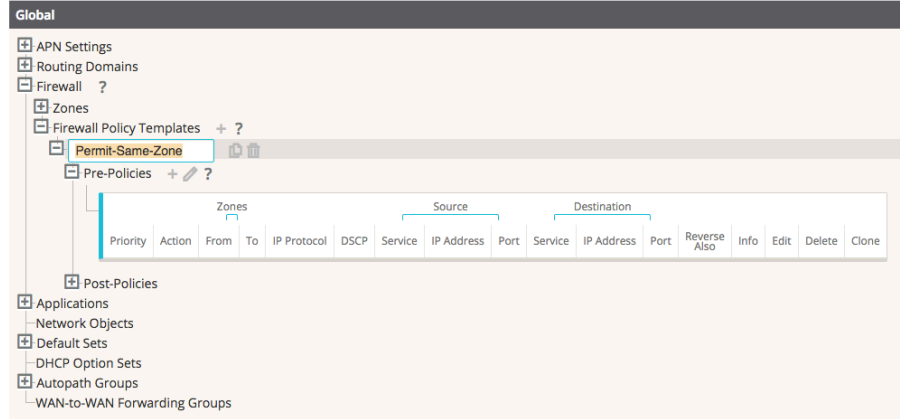 Global
APN Settings
Routing Domains
Firewall ?
Zones
Firewall Policy Templates + ?
Permit-Same-Zone
Pre-Policies + ?
Zones Source Destination
Priority Action From To IP Protocol DSCP Service IP Address Port Service IP Address Port Reverse Also Info Edit Delete Clone
Post-Policies
Applications
Network Objects
Default Sets
DHCP Option Sets
Autopath Groups
WAN-to-WAN Forwarding Groups